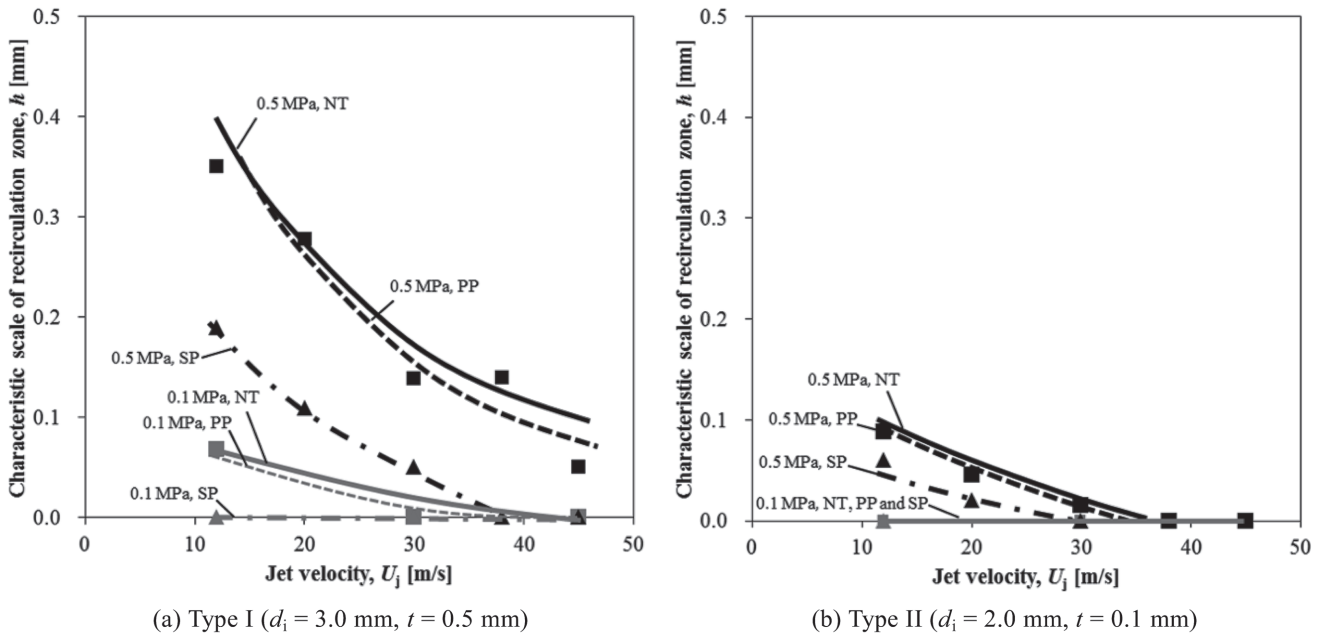 0.5
0.4
0.3
0.2
0.1
0.0
Characteristic scale of recirculation zone, h [mm]
0.5 MPa, NT
0.5 MPa, PP
0.5 MPa, SP
0.1 MPa, NT
0.1 MPa, PP
0.1 MPa, SP
0 10 20 30 40 50
Jet velocity, Uj [m/s]
(a) Type I (di = 3.0 mm, t = 0.5 mm)
0.5
0.4
0.3
0.2
0.1
0.0
Characteristic scale of recirculation zone, h [mm]
0.5 MPa, NT
0.5 MPa, PP
0.5 MPa, SP
0.1 MPa, NT, PP and SP
0 10 20 30 40 50
Jet velocity, Uj [m/s]
(b) Type II (di = 2.0 mm, t = 0.1 mm)